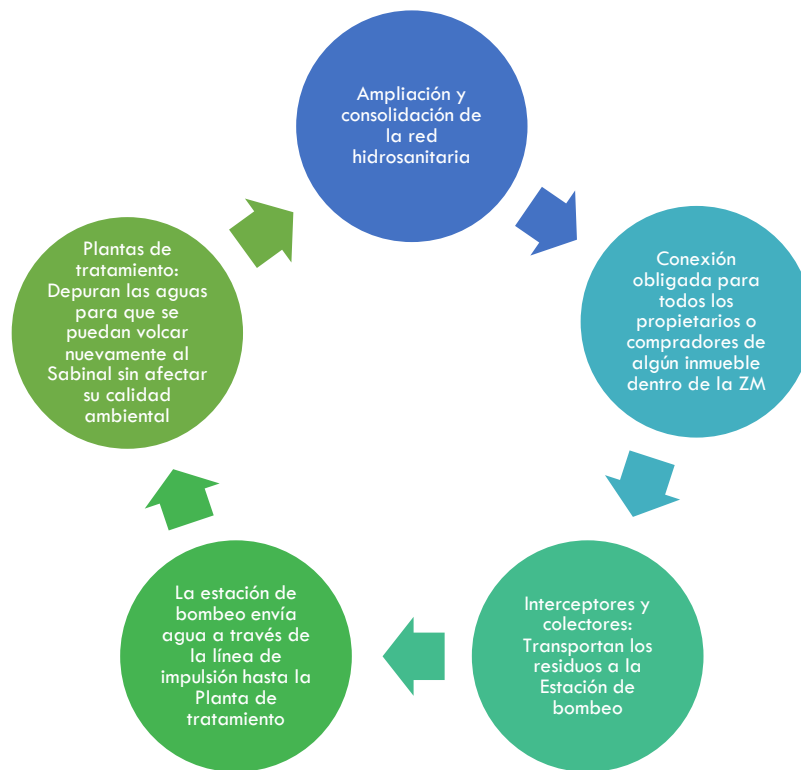 Ampliación y
consolidación de
la red
hidrosanitaria
Conexión
obligada para
todos los
propietarios o
compradores de
algún inmueble
dentro de la ZM
Interceptores y
colectores:
Transportan los
residuos a la
Estación de
bombeo
La estación de
bombeo envía
agua a través de
la línea de
impulsión hasta la
Planta de
tratamiento
Plantas de
tratamiento:
Depuran las aguas
para que se
puedan volcar
nuevamente al
Sabinal sin afectar
su calidad
ambiental